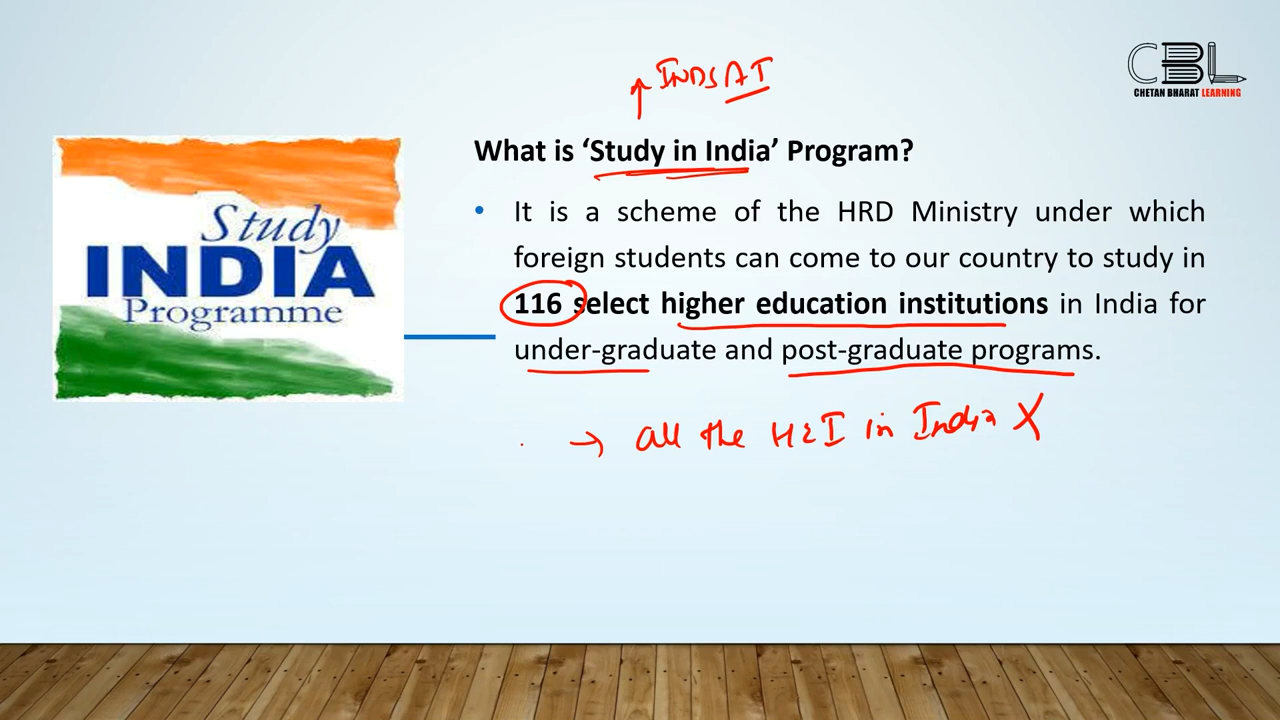 INDSAT
CBL
CHETAN BHARAT LEARNING
What is ‘Study in India’ Program?
Study
INDIA
Programme
• It is a scheme of the HRD Ministry under which
foreign students can come to our country to study in
116 select higher education institutions in India for
under-graduate and post-graduate programs.
→ all the HEI in India X